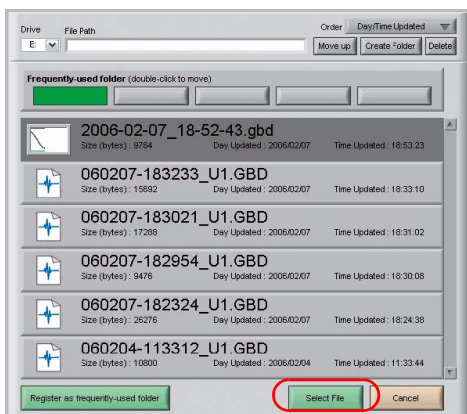 Drive File Path Order Day/Time Updated
E:
Move up Create Folder Delete
Frequently-used folder (double-click to move)
2006-02-07_18-52-43.gbd
Size (bytes) : 9764 Day Updated : 2006/02/07 Time Updated : 18:53:23
060207-183233_U1.GBD
Size (bytes) : 15692 Day Updated : 2006/02/07 Time Updated : 18:33:10
060207-183021_U1.GBD
Size (bytes) : 17288 Day Updated : 2006/02/07 Time Updated : 18:31:02
060207-182954_U1.GBD
Size (bytes) : 9476 Day Updated : 2006/02/07 Time Updated : 18:30:08
060207-182324_U1.GBD
Size (bytes) : 26276 Day Updated : 2006/02/07 Time Updated : 18:24:38
060204-113312_U1.GBD
Size (bytes) : 10800 Day Updated : 2006/02/04 Time Updated : 11:33:44
Register as frequently-used folder Select File Cancel